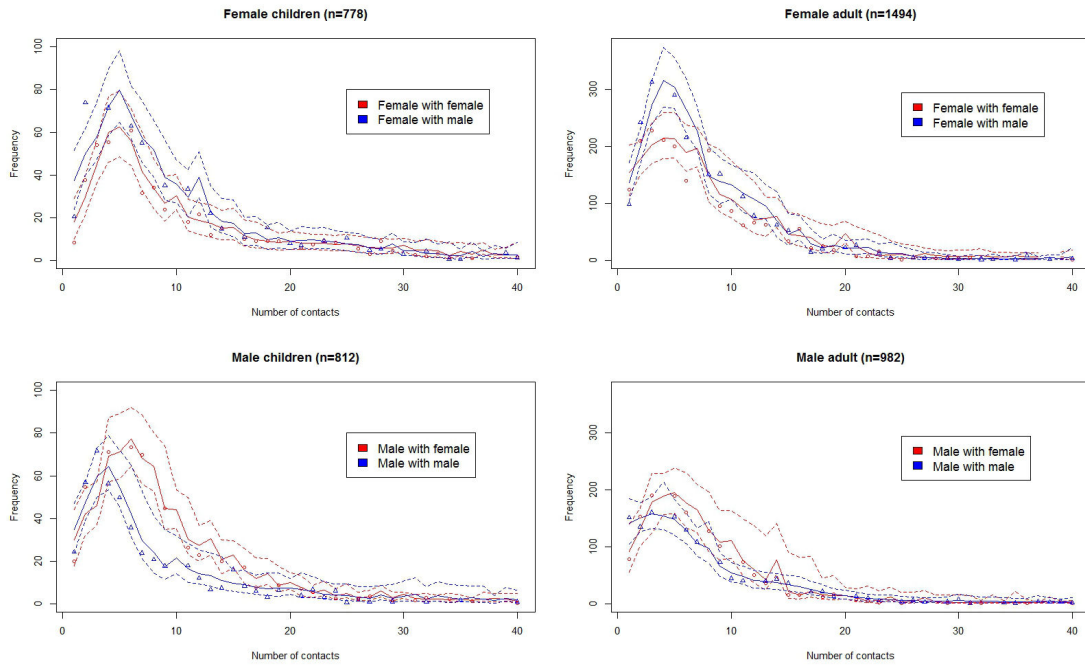 Female children (n=778)
Frequency
0 20 40 60 80 100
Female with female
Female with male
0 10 20 30 40
Number of contacts
Female adult (n=1494)
Frequency
0 100 200 300
Female with female
Female with male
0 10 20 30 40
Number of contacts
Male children (n=812)
Frequency
0 20 40 60 80 100
Male with female
Male with male
0 10 20 30 40
Number of contacts
Male adult (n=982)
Frequency
0 100 200 300
Male with female
Male with male
0 10 20 30 40
Number of contacts